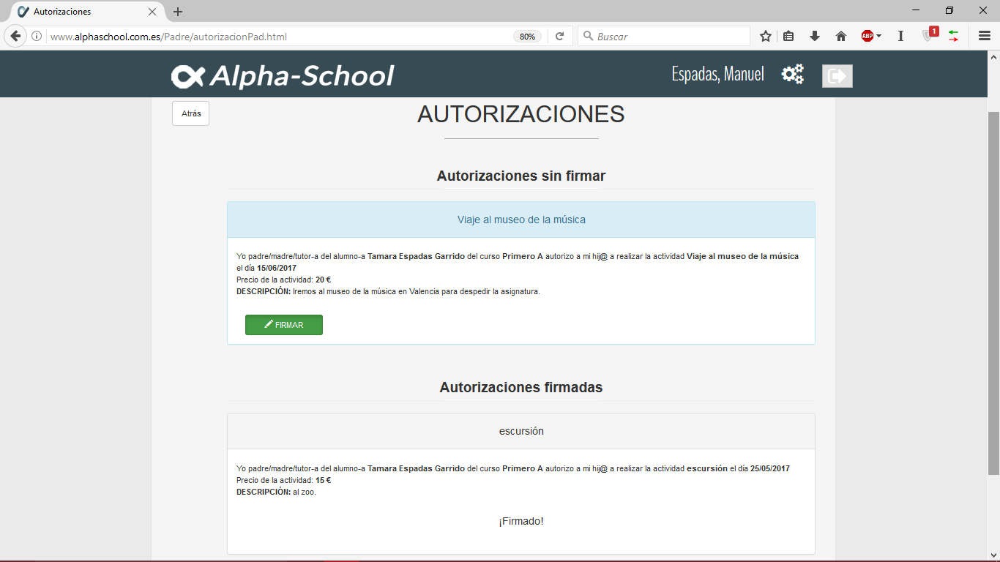 Autorizaciones
www.alphaschool.com.es/Padre/autorizacionPad.html
80%
Buscar
ABP
1
Alpha-School
Espadas, Manuel
Atrás
AUTORIZACIONES
Autorizaciones sin firmar
Viaje al museo de la música
Yo padre/madre/tutor-a del alumno-a Tamara Espadas Garrido del curso Primero A autorizo a mi hij@ a realizar la actividad Viaje al museo de la música
el día 15/06/2017
Precio de la actividad: 20 €
DESCRIPCIÓN: Iremos al museo de la música en Valencia para despedir la asignatura.
FIRMAR
Autorizaciones firmadas
escursión
Yo padre/madre/tutor-a del alumno-a Tamara Espadas Garrido del curso Primero A autorizo a mi hij@ a realizar la actividad escursión el día 25/05/2017
Precio de la actividad: 15 €
DESCRIPCIÓN: al zoo.
¡Firmado!